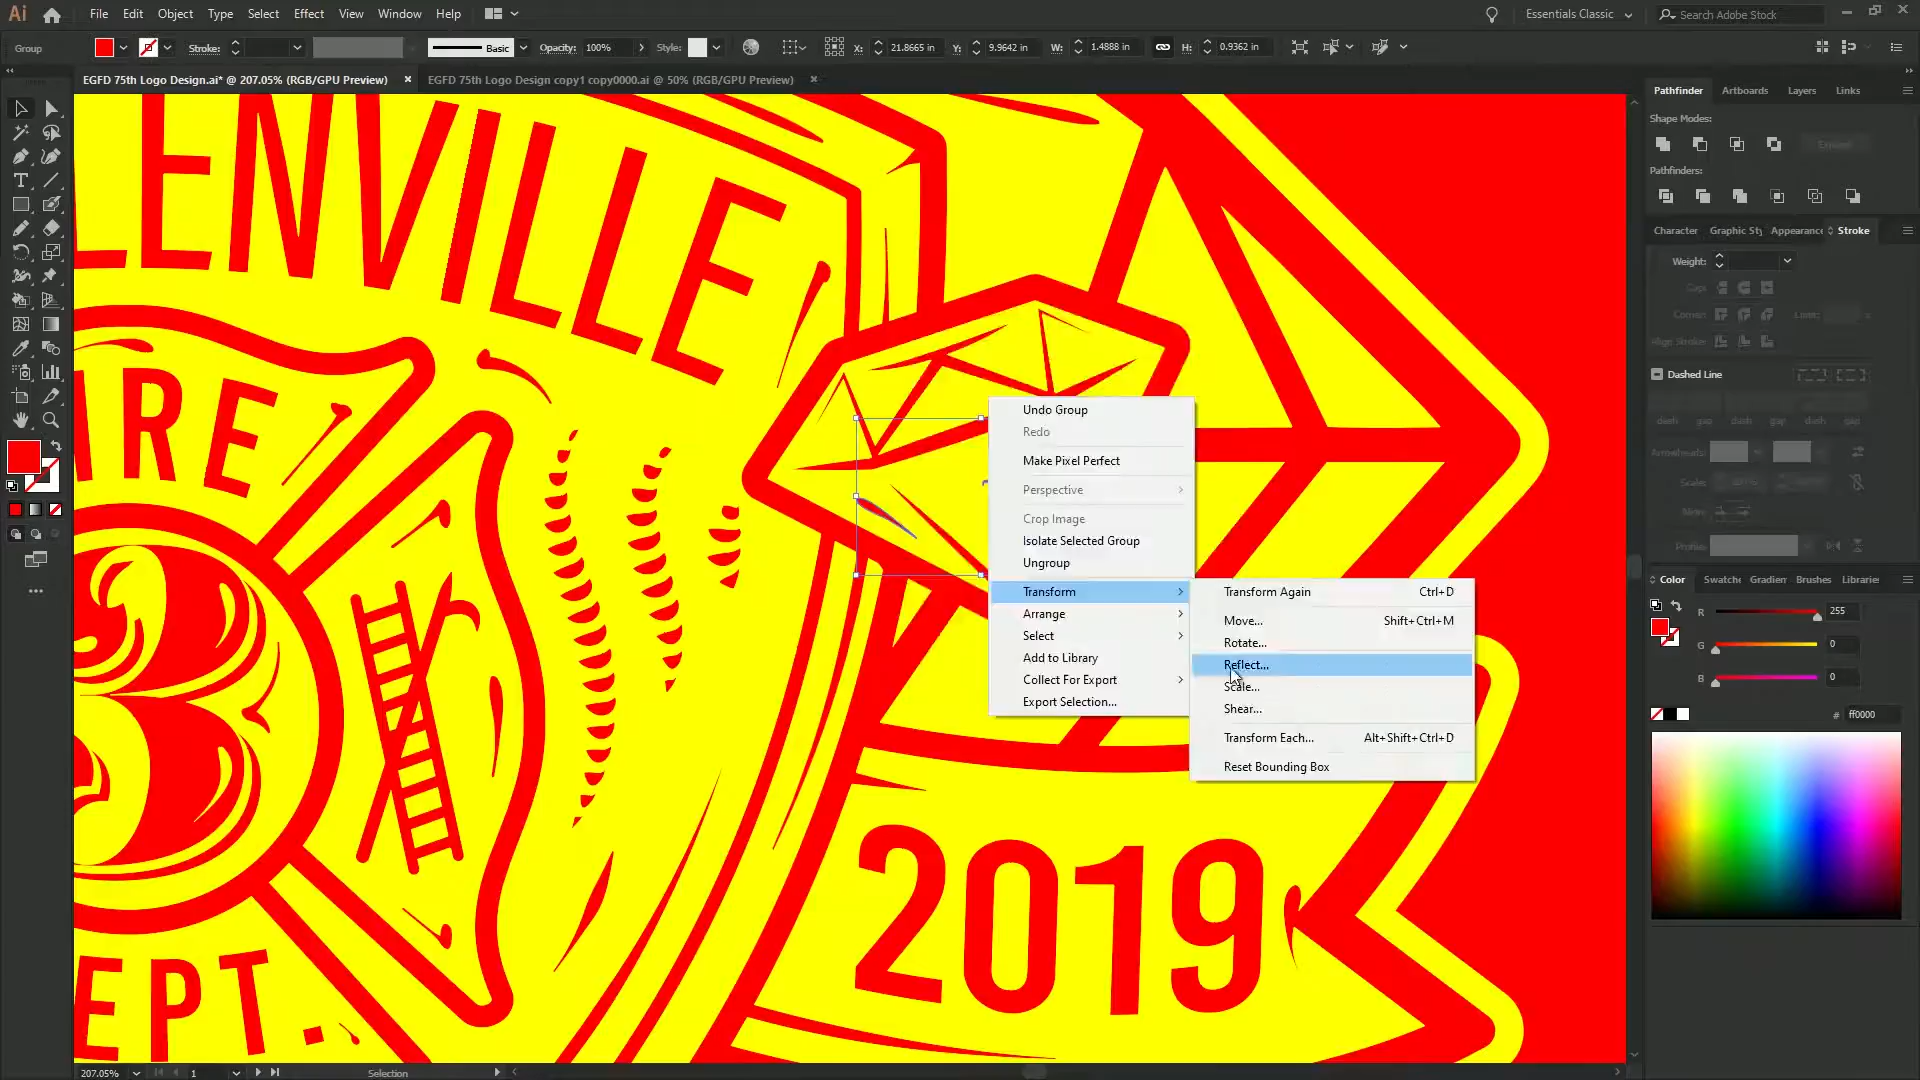 Ai File Edit Object Type Select Effect View Window Help Essentials Classic Search Adobe Stock
Group Stroke: Basic Opacity: 100% Style: X: 21.8665 in Y: 9.9642 in W: 1.4888 in H: 0.9362 in
EGFD 75th Logo Design.ai* @ 207.05% (RGB/GPU Preview) × EGFD 75th Logo Design copy1 copy0000.ai @ 50% (RGB/GPU Preview) ×
Pathfinder Artboards Layers Links
Shape Modes:
Expand
Pathfinders:
Character Graphic Sty Appearance Stroke
Weight:
Cap:
Corner: Limit: x
Align Stroke:
Dashed Line
dash gap dash gap dash gap
Arrowheads:
Scale:
Align:
Profile:
Color Swatche Gradien Brushes Librarie
R 255
G 0
B 0
# ff0000
LENVILLE
IRE
3
EPT.
2019
Undo Group
Redo
Make Pixel Perfect
Perspective
Crop Image
Isolate Selected Group
Ungroup
Transform
Arrange
Select
Add to Library
Collect For Export
Export Selection...
Transform Again Ctrl+D
Move... Shift+Ctrl+M
Rotate...
Reflect...
Scale...
Shear...
Transform Each... Alt+Shift+Ctrl+D
Reset Bounding Box
207.05% 1 Selection